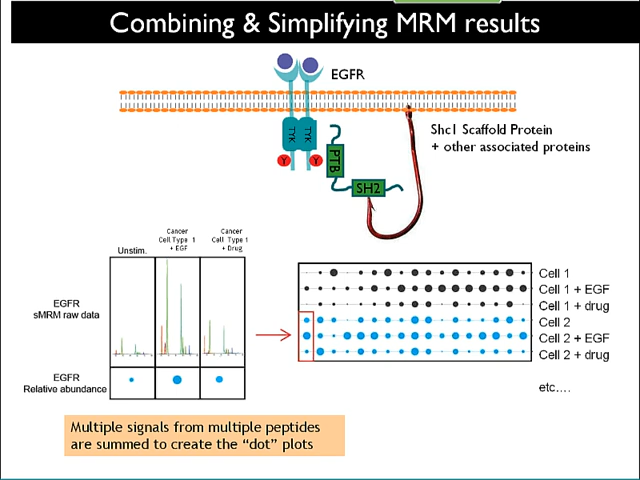 Combining & Simplifying MRM results
EGFR
TYK
TYK
Y
Y
PTB
SH2
Shc1 Scaffold Protein
+ other associated proteins
Unstim.
Cancer
Cell Type 1
+ EGF
Cancer
Cell Type 1
+ Drug
EGFR
sMRM raw data
EGFR
Relative abundance
Cell 1
Cell 1 + EGF
Cell 1 + drug
Cell 2
Cell 2 + EGF
Cell 2 + drug
etc....
Multiple signals from multiple peptides
are summed to create the “dot” plots